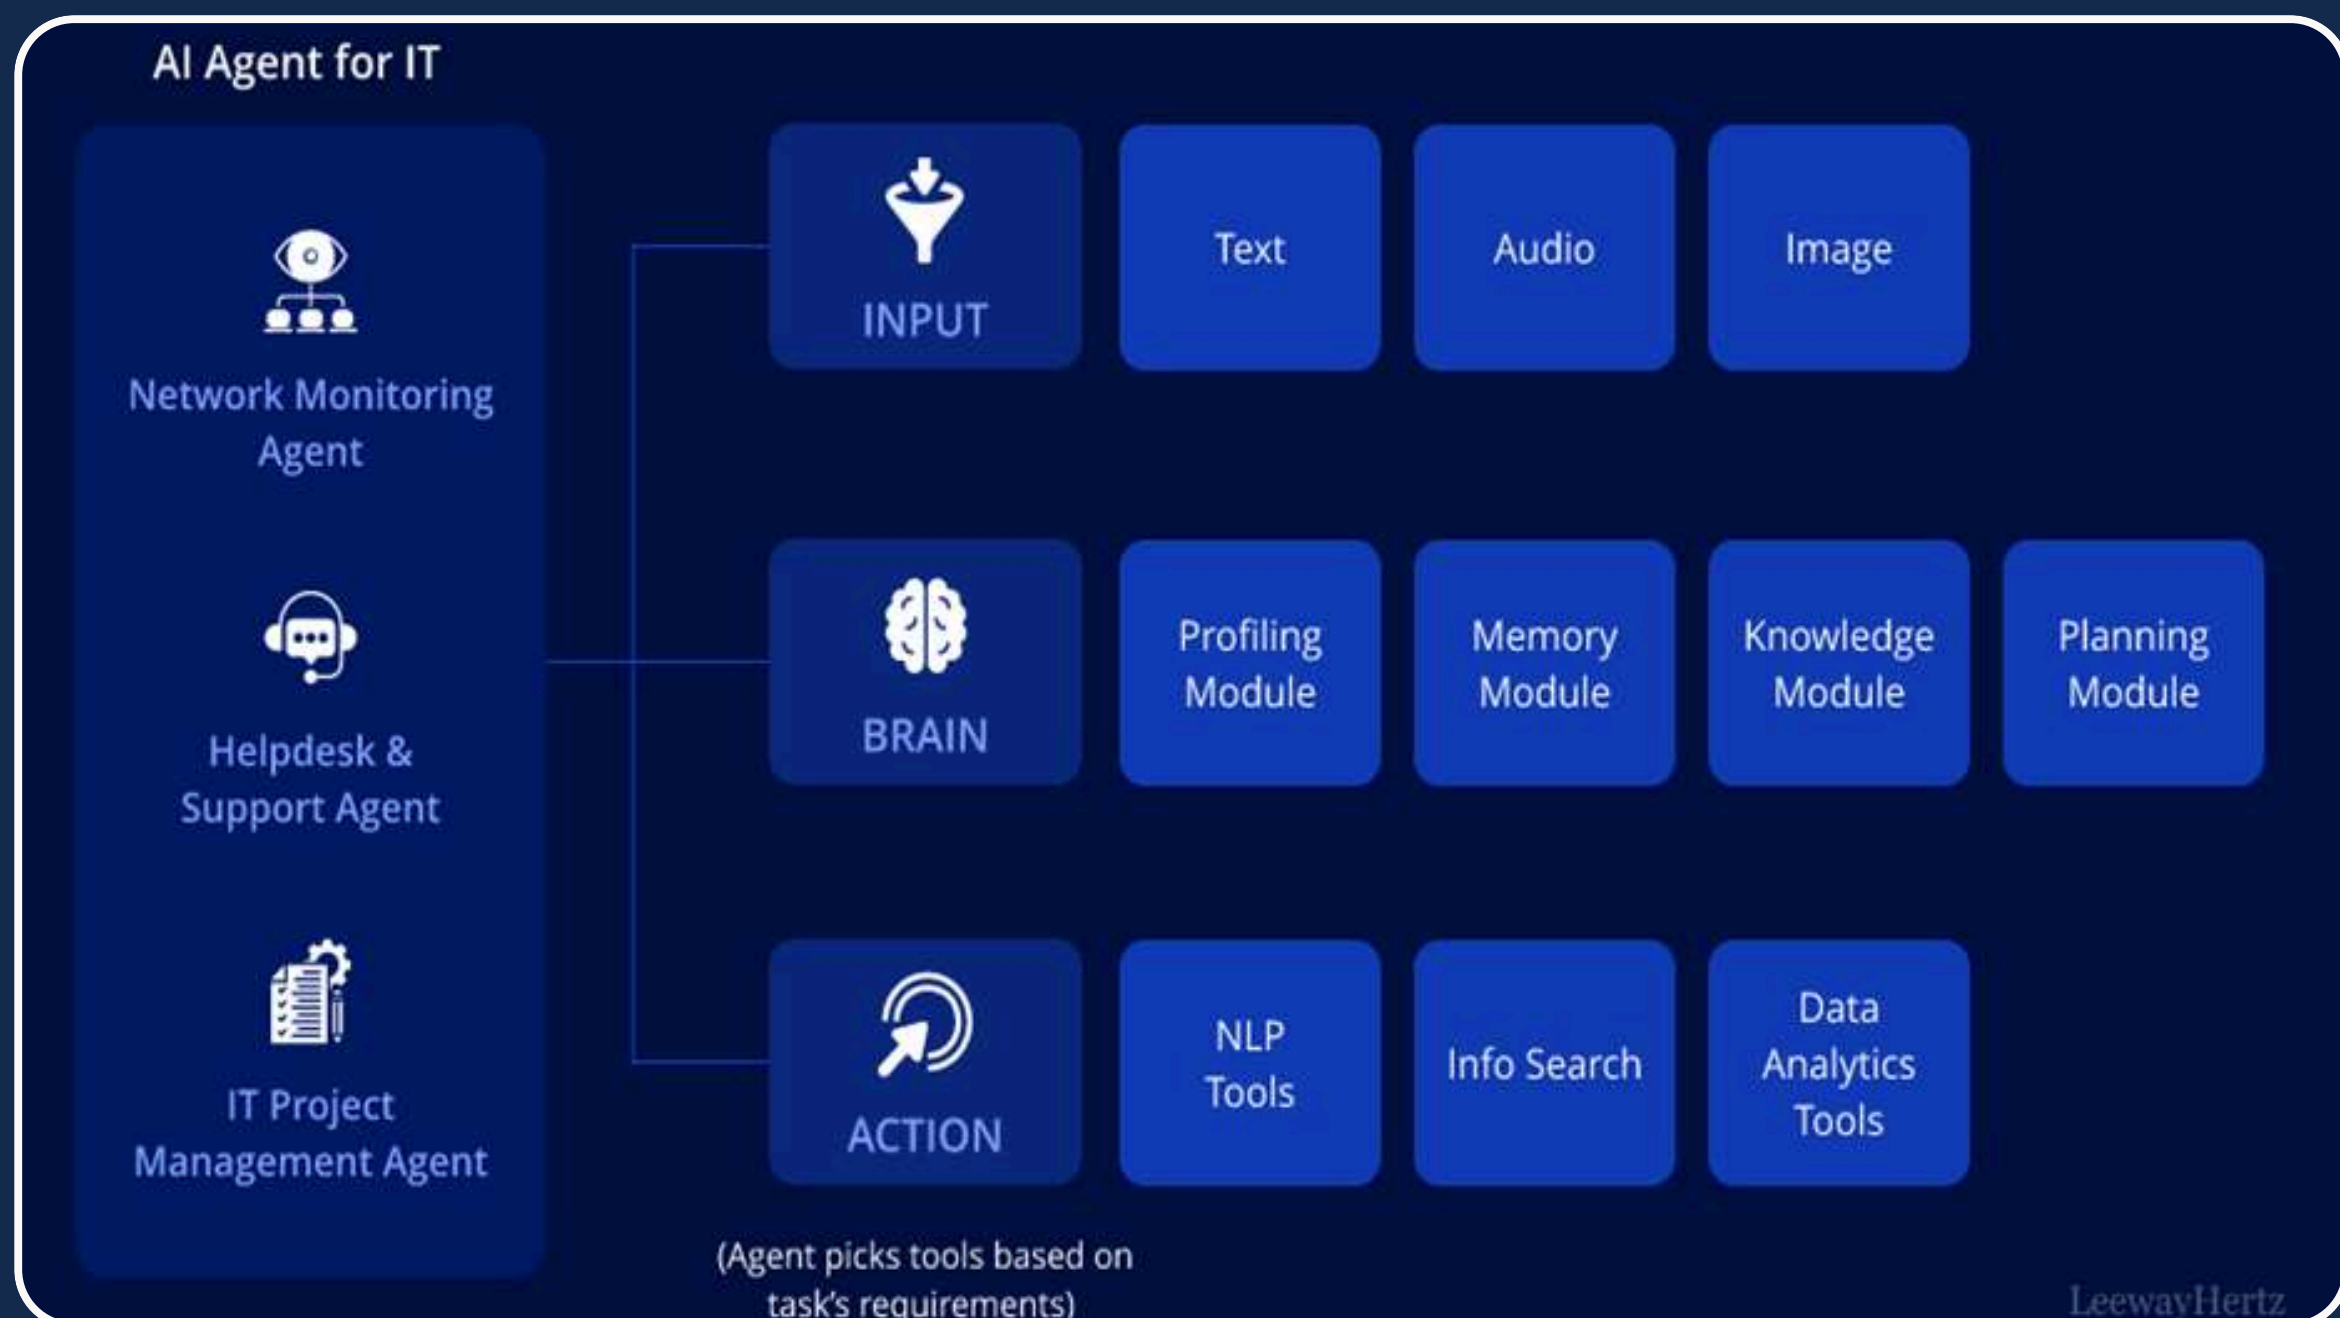 AI Agent for IT
Network Monitoring
Agent
Helpdesk &
Support Agent
IT Project
Management Agent
INPUT
Text
Audio
Image
BRAIN
Profiling
Module
Memory
Module
Knowledge
Module
Planning
Module
ACTION
NLP
Tools
Info Search
Data
Analytics
Tools
(Agent picks tools based on
task's requirements)
LeewayHertz